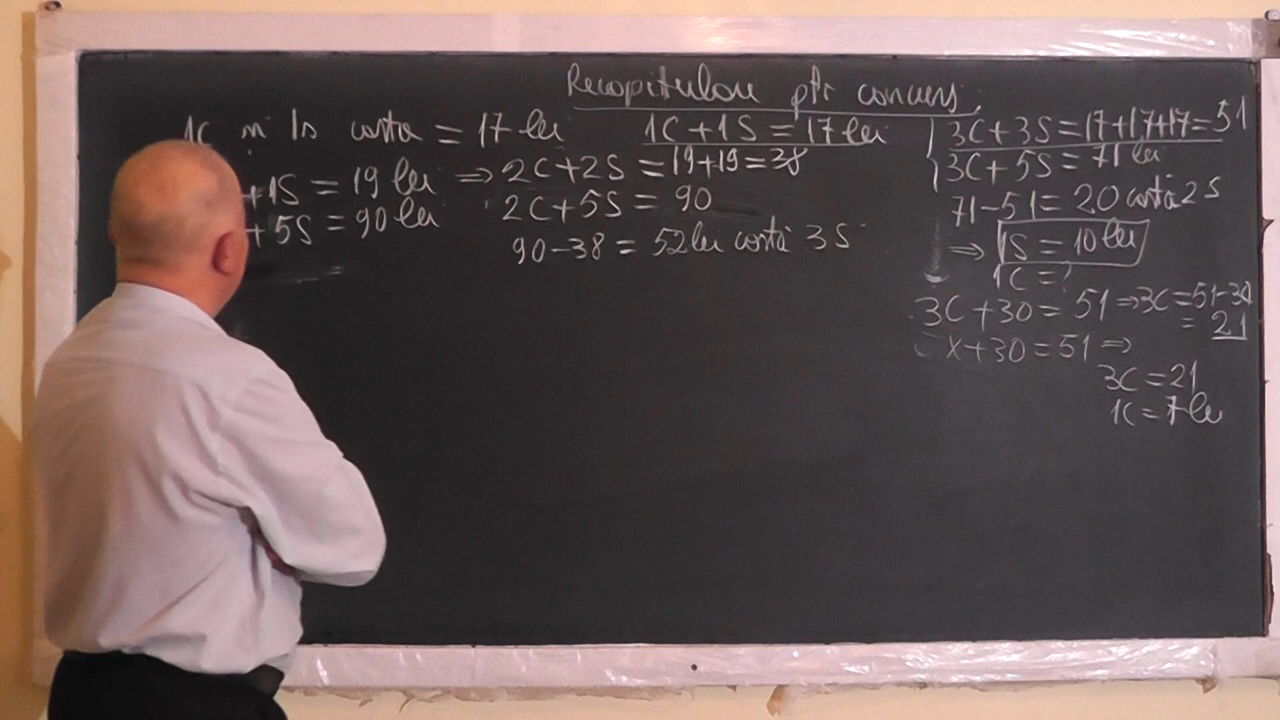 Recapitulare ptr concurs
1C și 1s costa = 17 lei
+1S = 19 lei ⇒ 2C+2S = 19+19=38
+5S = 90 lei 2C+5S = 90
90-38 = 52 lei costă 3S
1C+1S = 17 lei
3C+3S=17+17+17=51
3C+5S=71 lei
71-51=20 costă 2S
⇒ 1S = 10 lei
1C=?
3C+30=51 ⇒ 3C=51-30
= 21
x+30=51 ⇒
3C=21
1C=7 lei